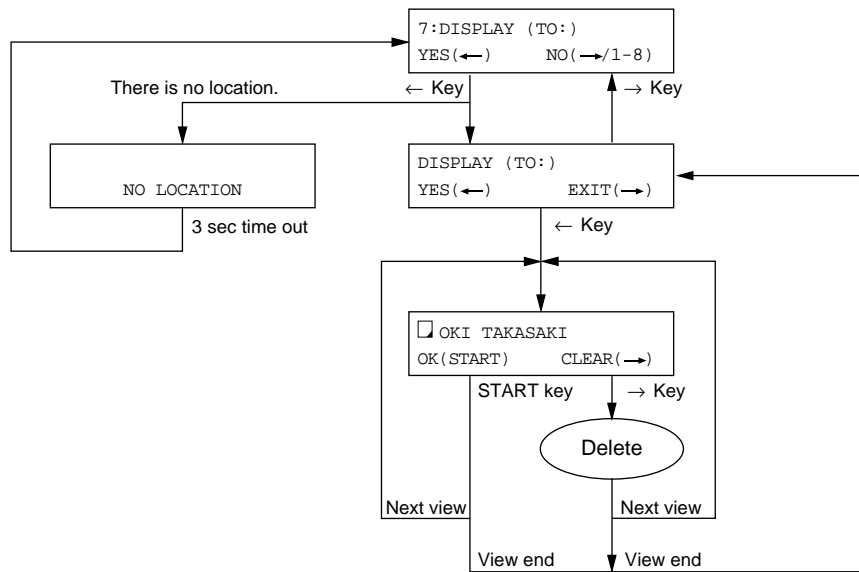 7:DISPLAY (TO:)
YES(←) NO(→/1-8)
There is no location.
← Key
→ Key
NO LOCATION
DISPLAY (TO:)
YES(←) EXIT(→)
3 sec time out
← Key
OKI TAKASAKI
OK(START) CLEAR(→)
START key
→ Key
Delete
Next view
Next view
View end
View end